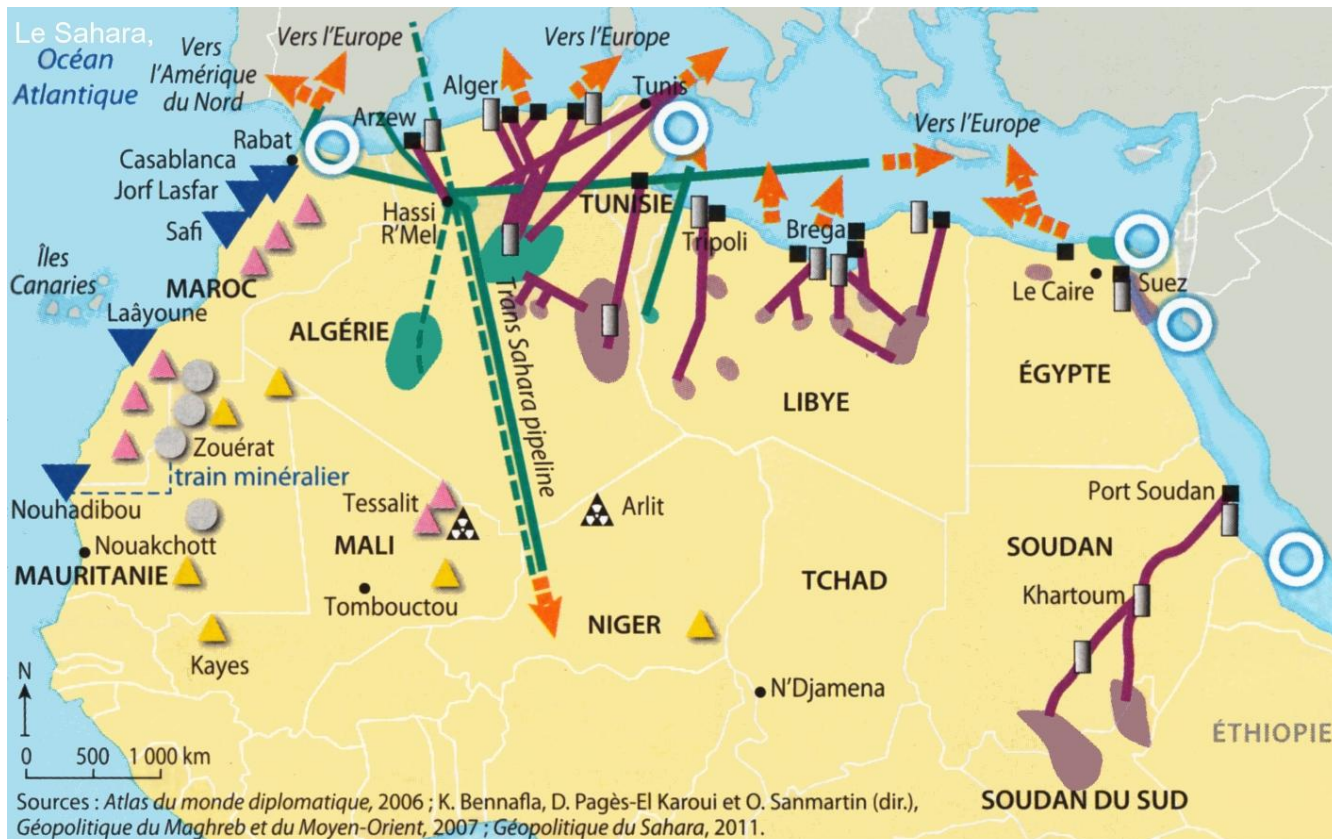 Le Sahara,
Océan
Atlantique
Vers
l'Amérique
du Nord
Vers l'Europe
Vers l'Europe
Alger
Tunis
Arzew
Vers l'Europe
Rabat
Casablanca
Jorf Lasfar
Safi
Hassi
R'Mel
TUNISIE
Tripoli
Brega
Îles
Canaries
MAROC
Le Caire
Suez
Laâyoune
ALGÉRIE
Trans Sahara pipeline
LIBYE
ÉGYPTE
Zouérat
train minéralier
Nouhadibou
Tessalit
Arlit
Port Soudan
Nouakchott
MALI
SOUDAN
MAURITANIE
Tombouctou
TCHAD
Khartoum
NIGER
Kayes
N
N'Djamena
ÉTHIOPIE
0 500 1 000 km
SOUDAN DU SUD
Sources : Atlas du monde diplomatique, 2006 ; K. Bennafla, D. Pagès-El Karoui et O. Sanmartin (dir.),
Géopolitique du Maghreb et du Moyen-Orient, 2007 ; Géopolitique du Sahara, 2011.